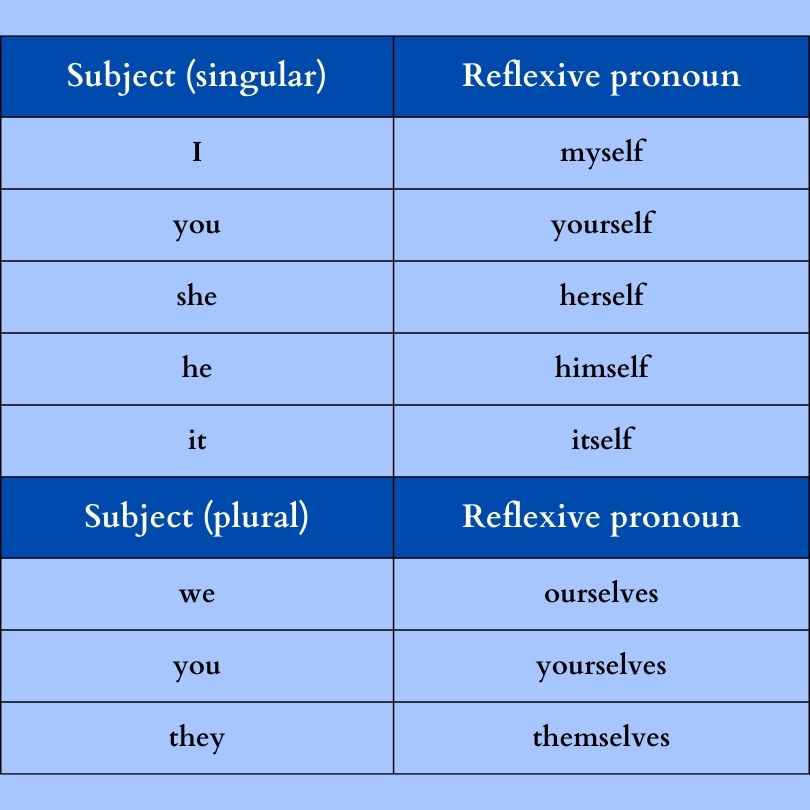 Subject (singular) Reflexive pronoun
I myself
you yourself
she herself
he himself
it itself
Subject (plural) Reflexive pronoun
we ourselves
you yourselves
they themselves